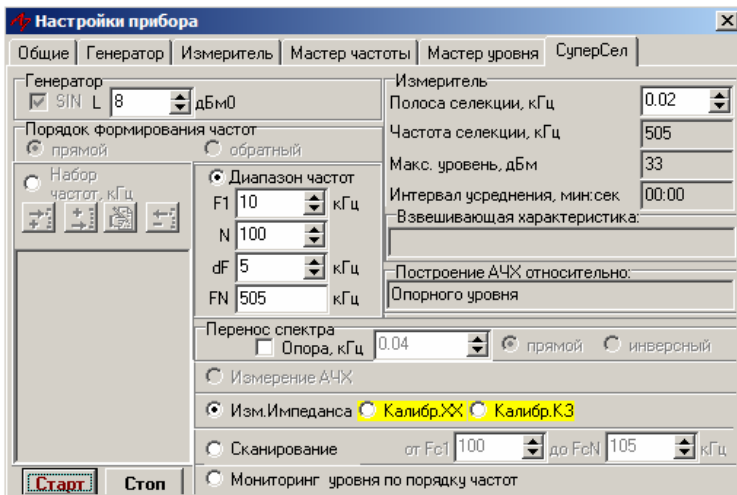 Настройки прибора
Общие Генератор Измеритель Мастер частоты Мастер уровня СуперСел
Генератор
SIN L 8 дБм0
Порядок формирования частот
прямой обратный
Набор частот, кГц
Диапазон частот
F1 10 кГц
N 100
dF 5 кГц
FN 505 кГц
Измеритель
Полоса селекции, кГц 0.02
Частота селекции, кГц 505
Макс. уровень, дБм 33
Интервал усреднения, мин:сек 00:00
Взвешивающая характеристика:
Построение АЧХ относительно:
Опорного уровня
Перенос спектра
Опора, кГц 0.04 прямой инверсный
Измерение АЧХ
Изм.Импеданса Калибр.ХХ Калибр.КЗ
Сканирование от Fc1 100 до FcN 105 кГц
Мониторинг уровня по порядку частот
Старт Стоп